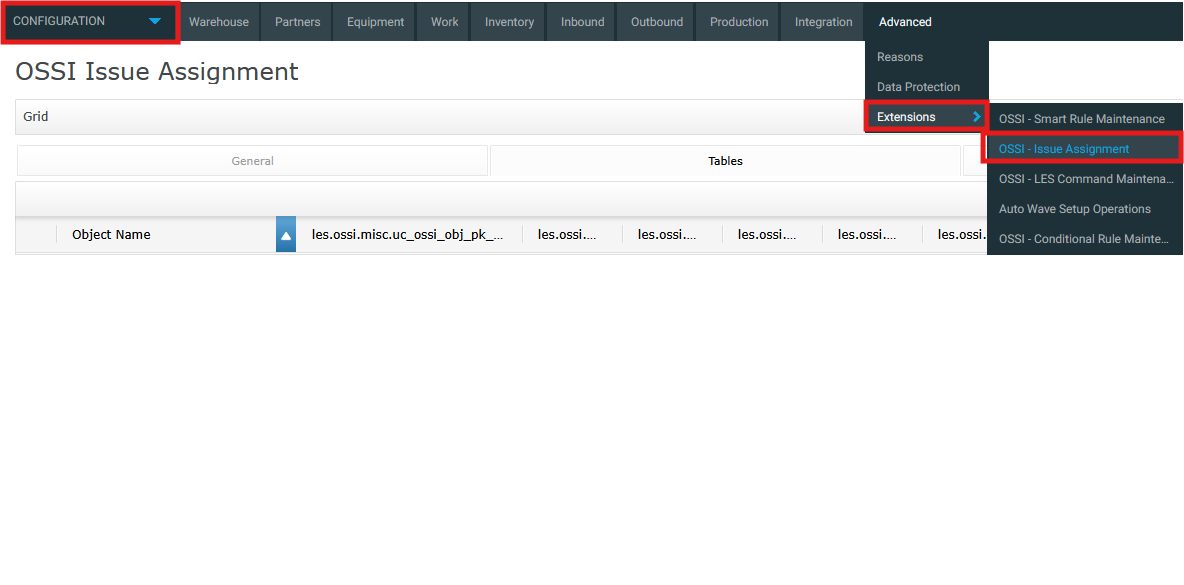 CONFIGURATION Warehouse Partners Equipment Work Inventory Inbound Outbound Production Integration Advanced
OSSI Issue Assignment
Reasons
Data Protection
Grid
Extensions
OSSI - Smart Rule Maintenance
OSSI - Issue Assignment
OSSI - LES Command Maintena...
Auto Wave Setup Operations
OSSI - Conditional Rule Mainte...
General Tables
Object Name les.ossi.misc.uc_ossi_obj_pk_... les.ossi.... les.ossi.... les.ossi.... les.ossi.... les.ossi.